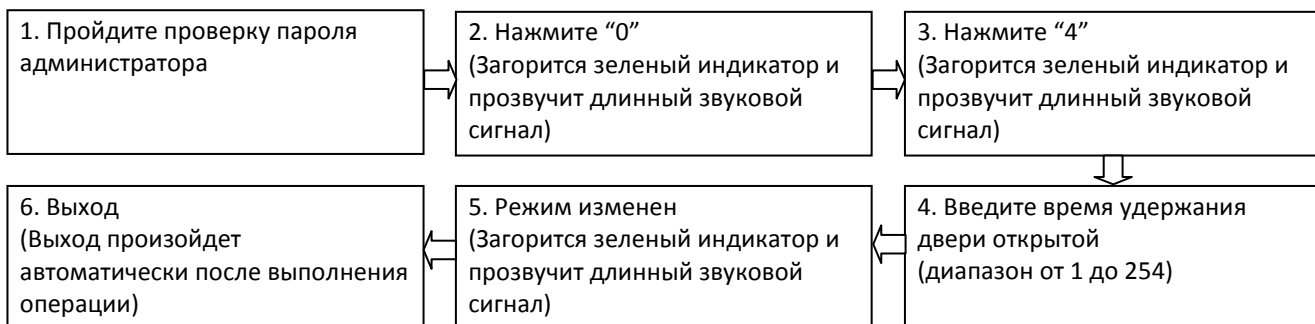 1. Пройдите проверку пароля
администратора
2. Нажмите “0”
(Загорится зеленый индикатор и
прозвучит длинный звуковой
сигнал)
3. Нажмите “4”
(Загорится зеленый индикатор и
прозвучит длинный звуковой
сигнал)
4. Введите время удержания
двери открытой
(диапазон от 1 до 254)
5. Режим изменен
(Загорится зеленый индикатор и
прозвучит длинный звуковой
сигнал)
6. Выход
(Выход произойдет
автоматически после выполнения
операции)